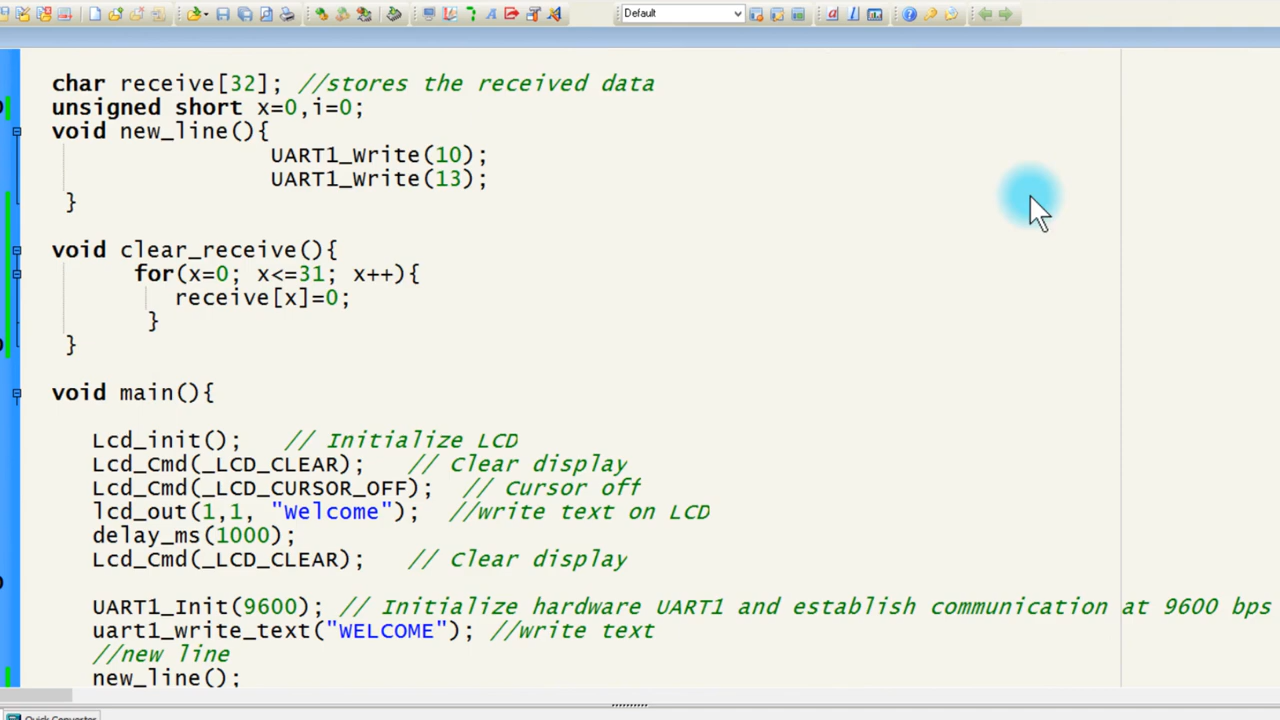 Default
char receive[32]; //stores the received data
unsigned short x=0,i=0;
void new_line(){
UART1_Write(10);
UART1_Write(13);
}
void clear_receive(){
for(x=0; x<=31; x++){
receive[x]=0;
}
}
void main(){
Lcd_init(); // Initialize LCD
Lcd_Cmd(_LCD_CLEAR); // Clear display
Lcd_Cmd(_LCD_CURSOR_OFF); // Cursor off
lcd_out(1,1, "Welcome"); //write text on LCD
delay_ms(1000);
Lcd_Cmd(_LCD_CLEAR); // Clear display
UART1_Init(9600); // Initialize hardware UART1 and establish communication at 9600 bps
uart1_write_text("WELCOME"); //write text
//new line
new_line();
Quick Converter